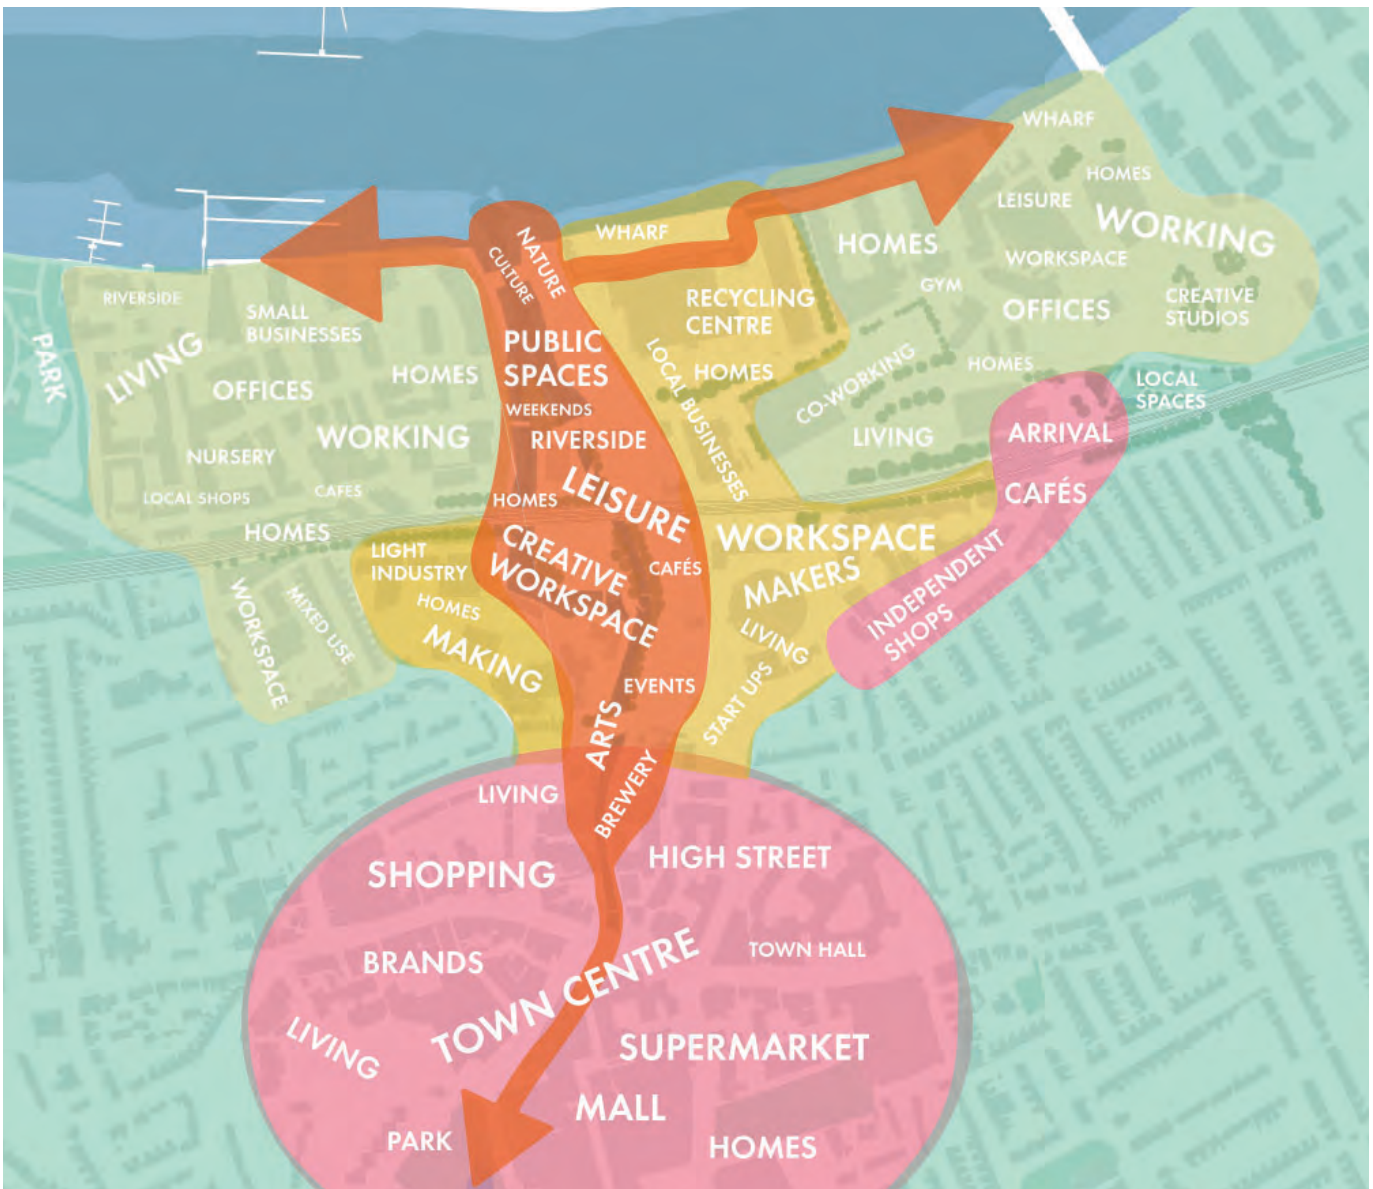 WHARF
HOMES
LEISURE
WORKING
WORKSPACE
HOMES
GYM
OFFICES
CREATIVE
STUDIOS
HOMES
CO-WORKING
LIVING
LOCAL
SPACES
ARRIVAL
CAFÉS
INDEPENDENT
SHOPS
WHARF
RECYCLING
CENTRE
HOMES
LOCAL BUSINESSES
WORKSPACE
MAKERS
LIVING
START UPS
NATURE
CULTURE
PUBLIC
SPACES
WEEKENDS
RIVERSIDE
LEISURE
HOMES
CREATIVE
WORKSPACE
CAFÉS
EVENTS
ARTS
BREWERY
PARK
RIVERSIDE
SMALL
BUSINESSES
LIVING
OFFICES
HOMES
WORKING
NURSERY
LOCAL SHOPS
CAFES
HOMES
WORKSPACE
MIXED USE
LIGHT
INDUSTRY
HOMES
MAKING
LIVING
SHOPPING
HIGH STREET
BRANDS
TOWN CENTRE
TOWN HALL
LIVING
SUPERMARKET
MALL
PARK
HOMES